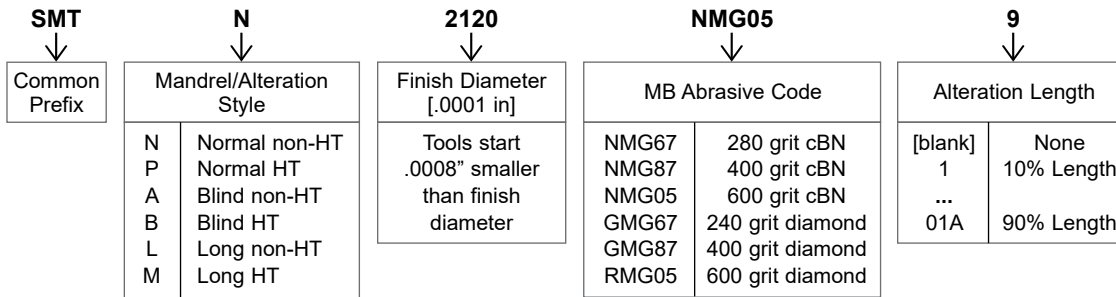 SMT N 2120 NMG05 9
Common
Prefix
Mandrel/Alteration
Style
N Normal non-HT
P Normal HT
A Blind non-HT
B Blind HT
L Long non-HT
M Long HT
Finish Diameter
[.0001 in]
Tools start
.0008” smaller
than finish
diameter
MB Abrasive Code
NMG67 280 grit cBN
NMG87 400 grit cBN
NMG05 600 grit cBN
GMG67 240 grit diamond
GMG87 400 grit diamond
RMG05 600 grit diamond
Alteration Length
[blank] None
1 10% Length
...
01A 90% Length